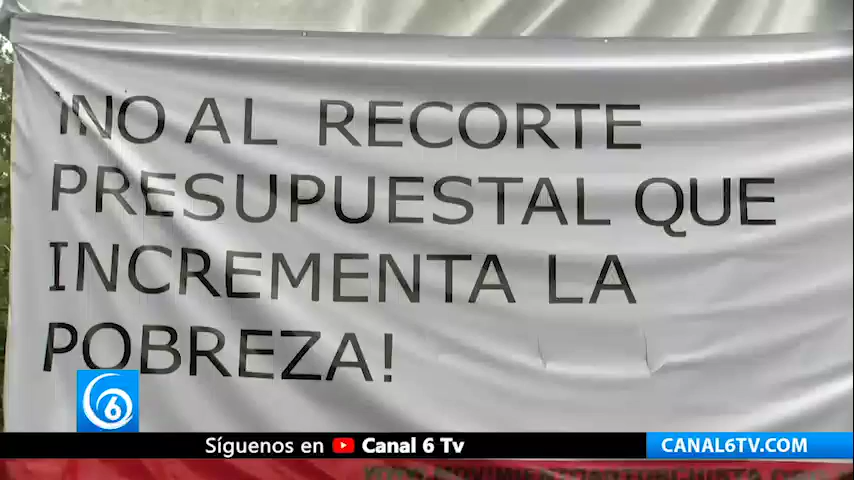 ¡NO AL RECORTE
PRESUPUESTAL QUE
INCREMENTA LA
POBREZA!
6
Síguenos en Canal 6 Tv
CANAL6TV.COM